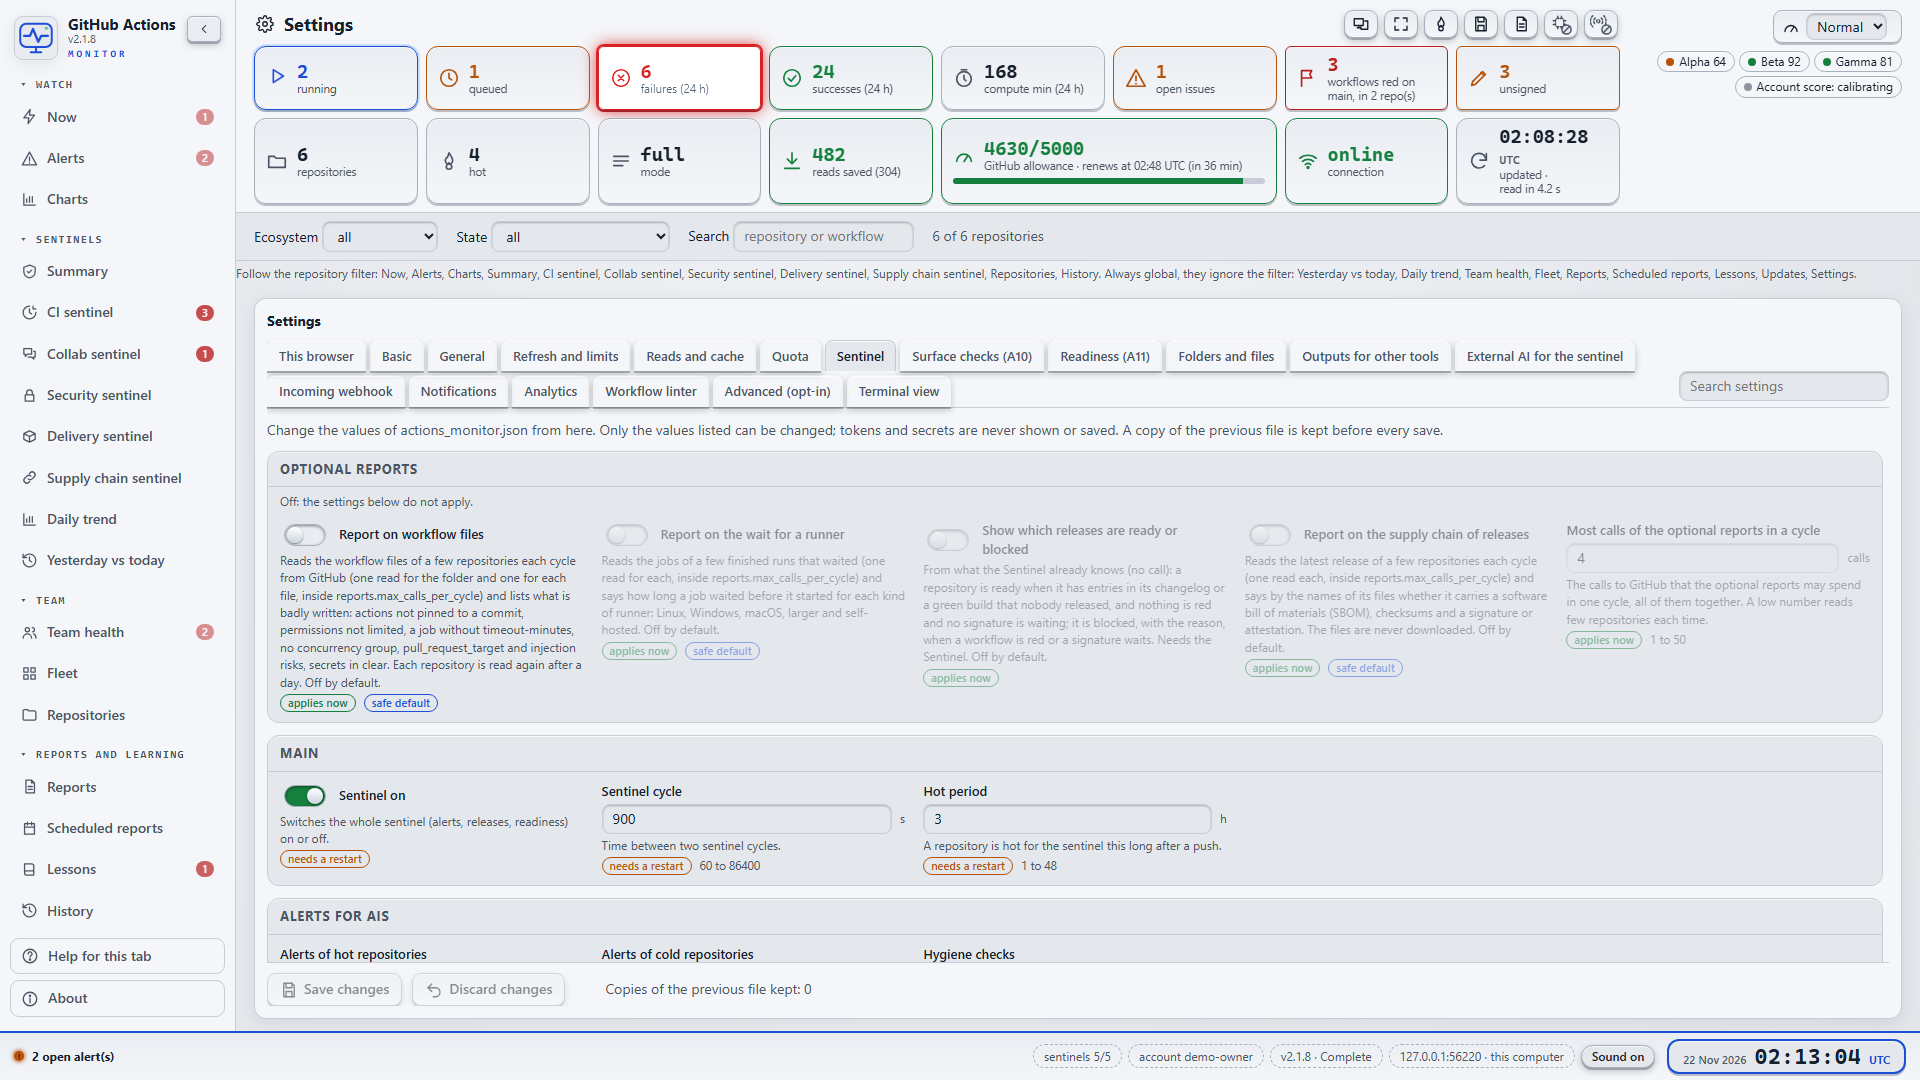 GitHub Actions
v2.1.8
MONITOR
WATCH
Now 1
Alerts 2
Charts
SENTINELS
Summary
CI sentinel 3
Collab sentinel 1
Security sentinel
Delivery sentinel
Supply chain sentinel
Daily trend
Yesterday vs today
TEAM
Team health 2
Fleet
Repositories
REPORTS AND LEARNING
Reports
Scheduled reports
Lessons 1
History
Help for this tab
About
Settings
Normal
2
running
1
queued
6
failures (24 h)
24
successes (24 h)
168
compute min (24 h)
1
open issues
3
workflows red on
main, in 2 repo(s)
3
unsigned
Alpha 64
Beta 92
Gamma 81
Account score: calibrating
6
repositories
4
hot
full
mode
482
reads saved (304)
4630/5000
GitHub allowance · renews at 02:48 UTC (in 36 min)
online
connection
02:08:28
UTC
updated ·
read in 4.2 s
Ecosystem all State all Search repository or workflow 6 of 6 repositories
Follow the repository filter: Now, Alerts, Charts, Summary, CI sentinel, Collab sentinel, Security sentinel, Delivery sentinel, Supply chain sentinel, Repositories, History. Always global, they ignore the filter: Yesterday vs today, Daily trend, Team health, Fleet, Reports, Scheduled reports, Lessons, Updates, Settings.
Settings
This browser Basic General Refresh and limits Reads and cache Quota Sentinel Surface checks (A10) Readiness (A11) Folders and files Outputs for other tools External AI for the sentinel
Incoming webhook Notifications Analytics Workflow linter Advanced (opt-in) Terminal view
Search settings
Change the values of actions_monitor.json from here. Only the values listed can be changed; tokens and secrets are never shown or saved. A copy of the previous file is kept before every save.
OPTIONAL REPORTS
Off: the settings below do not apply.
Report on workflow files
Reads the workflow files of a few repositories each cycle
from GitHub (one read for the folder and one for each
file, inside reports.max_calls_per_cycle) and lists what is
badly written: actions not pinned to a commit,
permissions not limited, a job without timeout-minutes,
no concurrency group, pull_request_target and injection
risks, secrets in clear. Each repository is read again after a
day. Off by default.
applies now safe default
Report on the wait for a runner
Reads the jobs of a few finished runs that waited (one
read for each, inside reports.max_calls_per_cycle) and
says how long a job waited before it started for each kind
of runner: Linux, Windows, macOS, larger and self-
hosted. Off by default.
applies now safe default
Show which releases are ready or
blocked
From what the Sentinel already knows (no call): a
repository is ready when it has entries in its changelog or
a green build that nobody released, and nothing is red
and no signature is waiting; it is blocked, with the reason,
when a workflow is red or a signature waits. Needs the
Sentinel. Off by default.
applies now
Report on the supply chain of releases
Reads the latest release of a few repositories each cycle
(one read each, inside reports.max_calls_per_cycle) and
says by the names of its files whether it carries a software
bill of materials (SBOM), checksums and a signature or
attestation. The files are never downloaded. Off by
default.
applies now safe default
Most calls of the optional reports in a cycle
4 calls
The calls to GitHub that the optional reports may spend
in one cycle, all of them together. A low number reads
few repositories each time.
applies now 1 to 50
MAIN
Sentinel on
Switches the whole sentinel (alerts, releases, readiness)
on or off.
needs a restart
Sentinel cycle
900 s
Time between two sentinel cycles.
needs a restart 60 to 86400
Hot period
3 h
A repository is hot for the sentinel this long after a push.
needs a restart 1 to 48
ALERTS FOR AIS
Alerts of hot repositories Alerts of cold repositories Hygiene checks
Save changes Discard changes Copies of the previous file kept: 0
2 open alert(s)
sentinels 5/5 account demo-owner v2.1.8 · Complete 127.0.0.1:56220 · this computer Sound on 22 Nov 2026 02:13:04 UTC